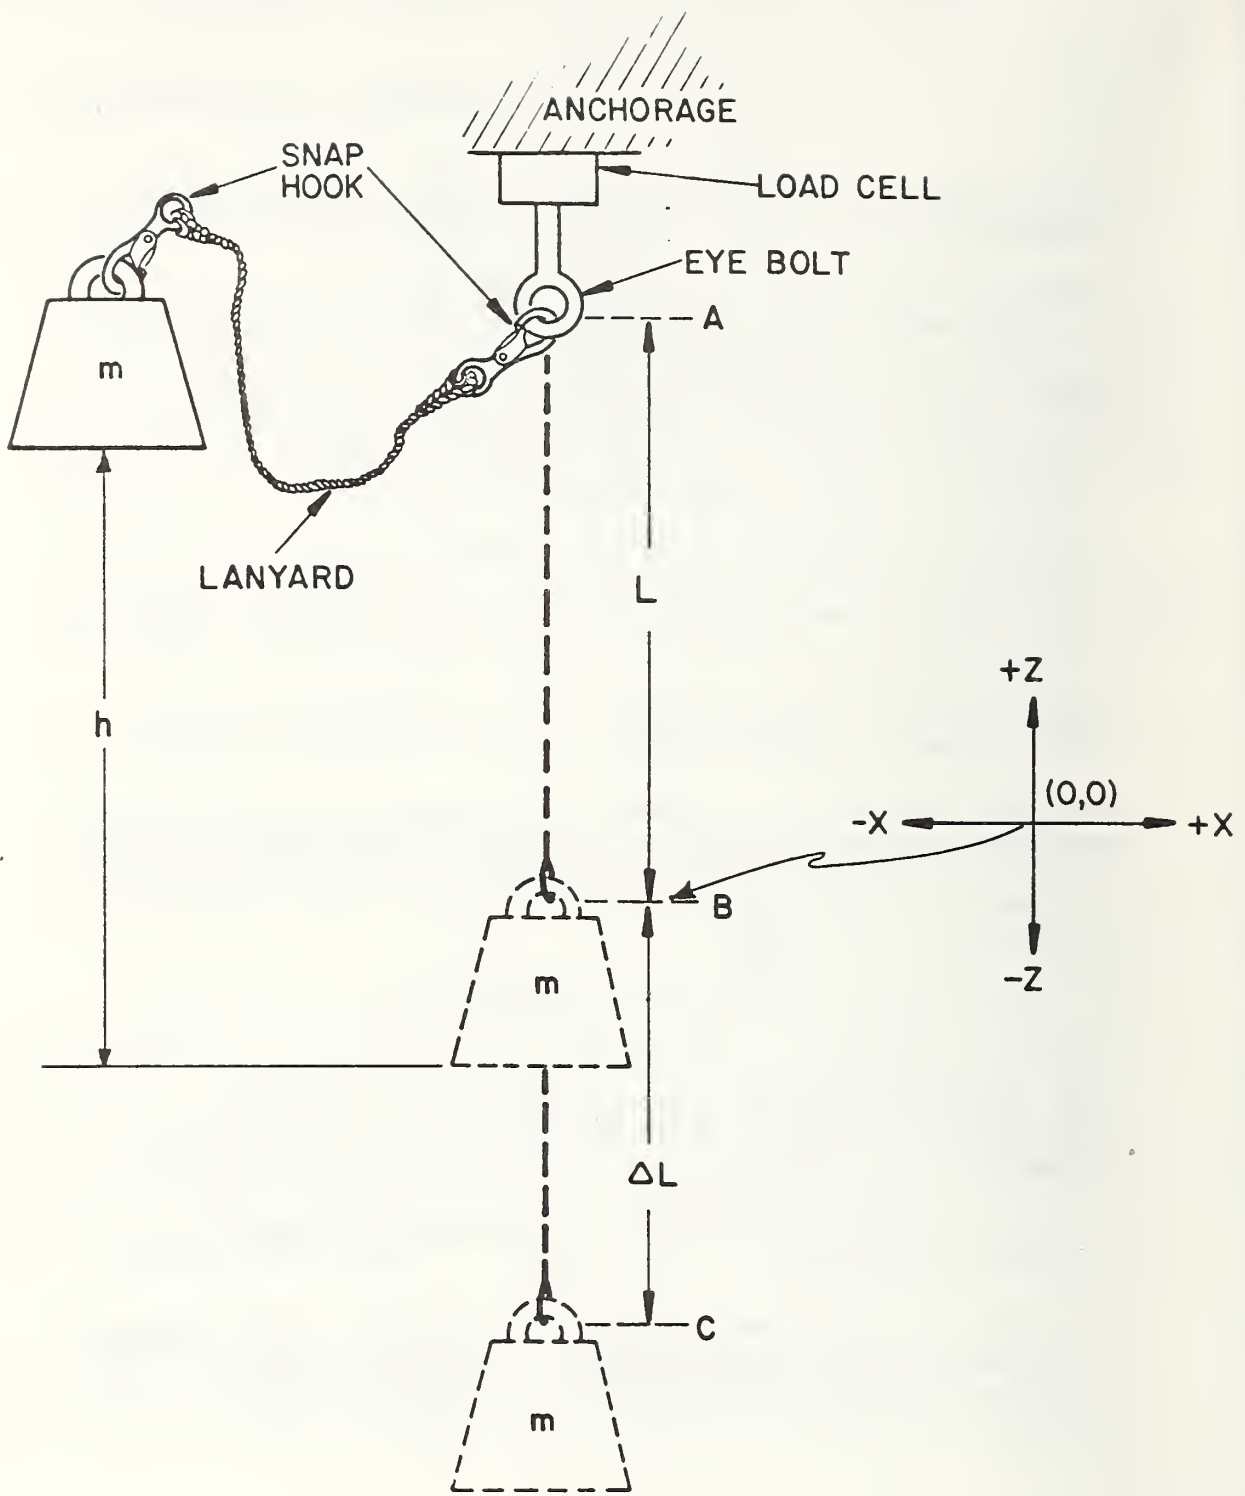 ANCHORAGE
SNAP
HOOK
LOAD CELL
EYE BOLT
A
m
LANYARD
L
h
+Z
(0,0)
-X
+X
B
-Z
m
ΔL
C
m